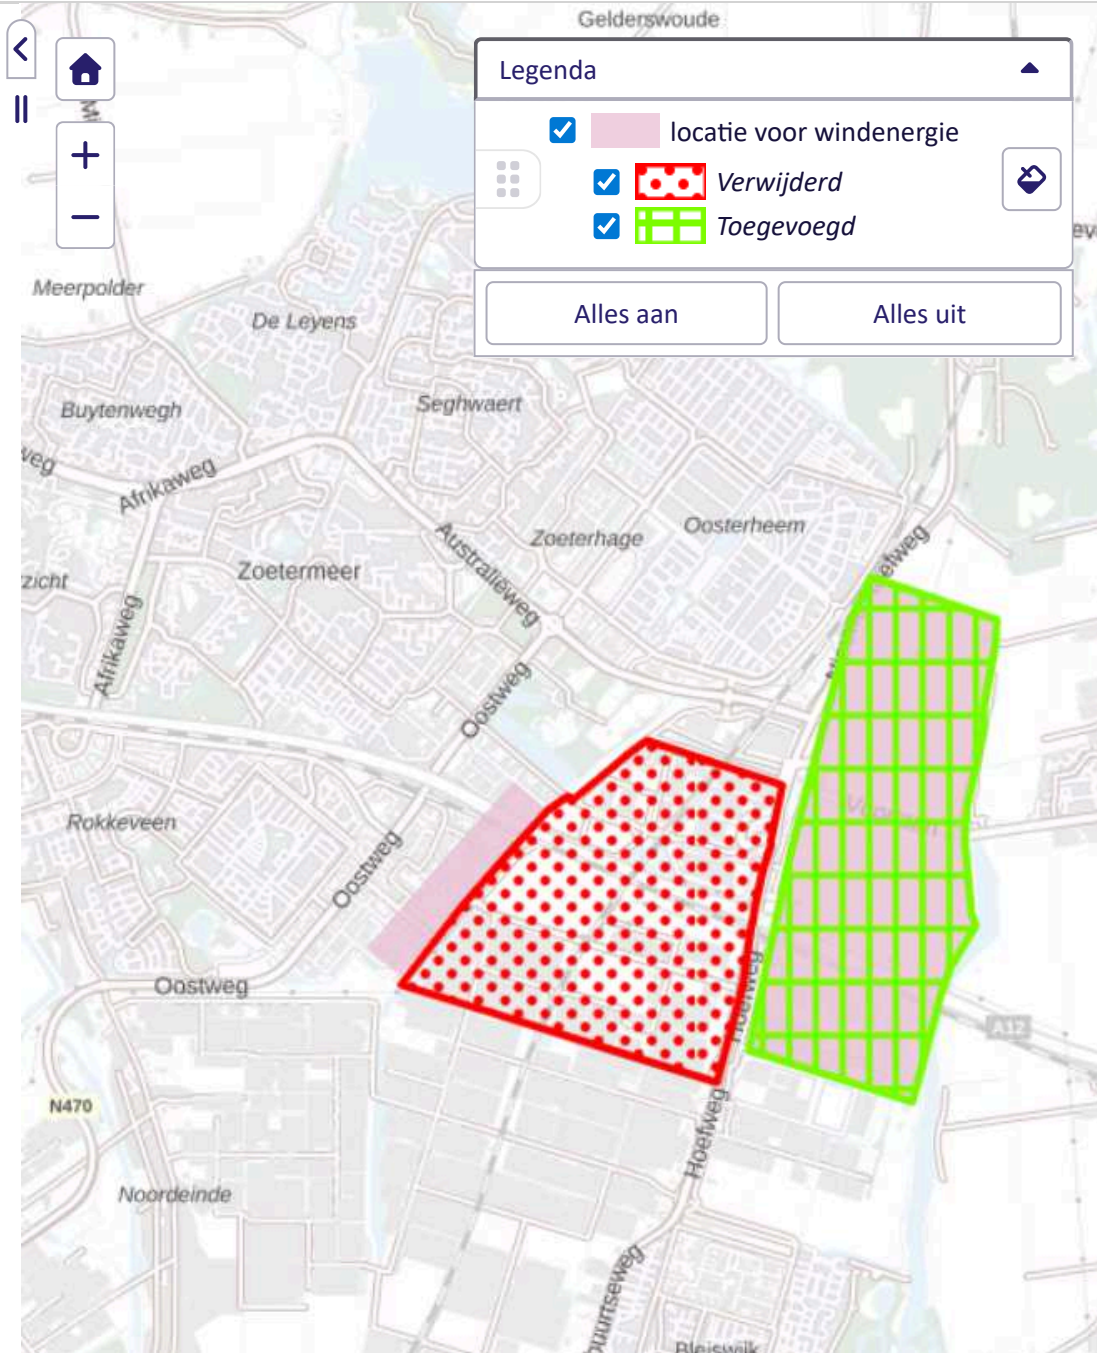 Gelderswoude
Legenda
locatie voor windenergie
Verwijderd
Toegevoegd
Alles aan
Alles uit
Meerpolder
De Leyens
Buytenwegh
Seghwaert
Afrikaweg
Australieweg
Zoeterhage
Oosterheem
Zoetermeer
Afrikaweg
Oostweg
Rokkeveen
Oostweg
Oostweg
Hoefweg
A12
N470
Hoefweg
Noordeinde
Bleiswijk